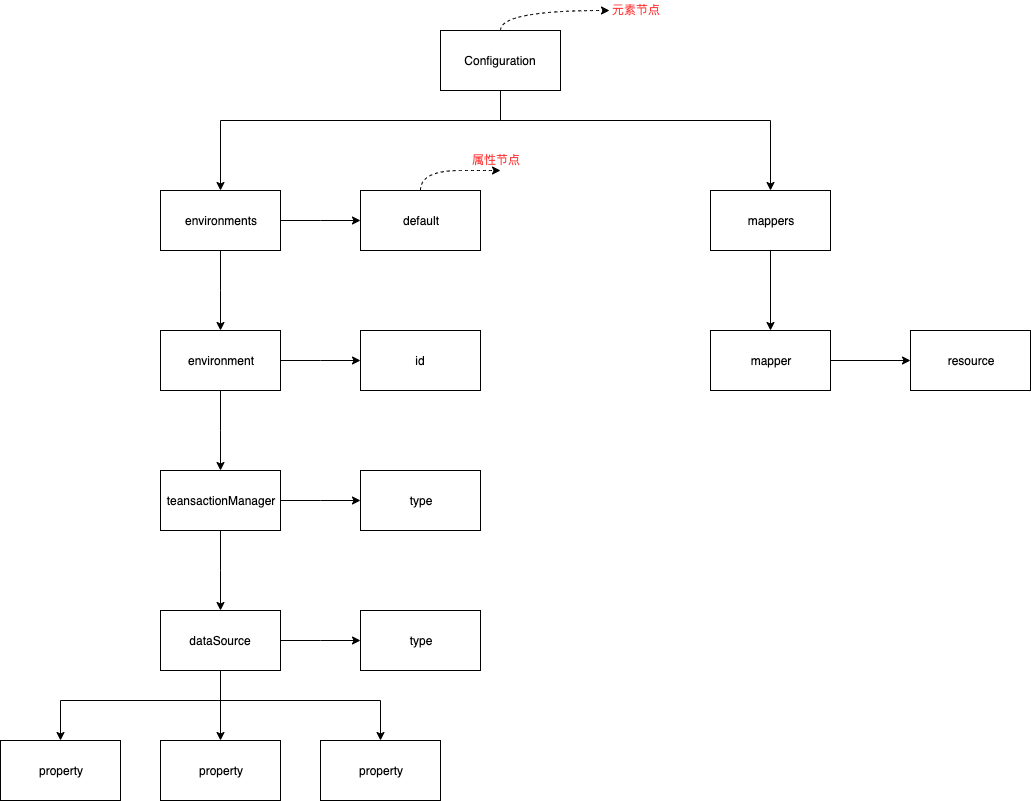 元素节点
Configuration
属性节点
environments
default
mappers
environment
id
mapper
resource
teansactionManager
type
dataSource
type
property
property
property